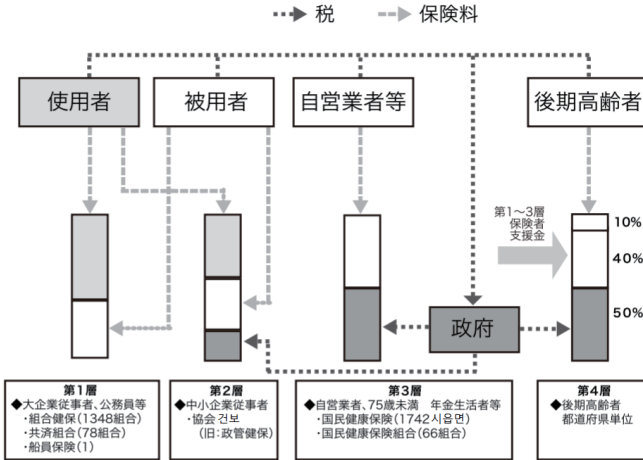 税
保険料
使用者
被用者
自営業者等
後期高齢者
第1〜3層
保険者
支援金
10%
40%
50%
政府
第1層
◆大企業従事者、公務員等
・組合健保(1348組合)
・共済組合(78組合)
・船員保険(1)
第2層
◆中小企業従事者
・協会건보
(旧:政管健保)
第3層
◆自営業者、75歳未満 年金生活者等
・国民健康保険(1742시읍면)
・国民健康保険組合(66組合)
第4層
◆後期高齢者
都道府県単位